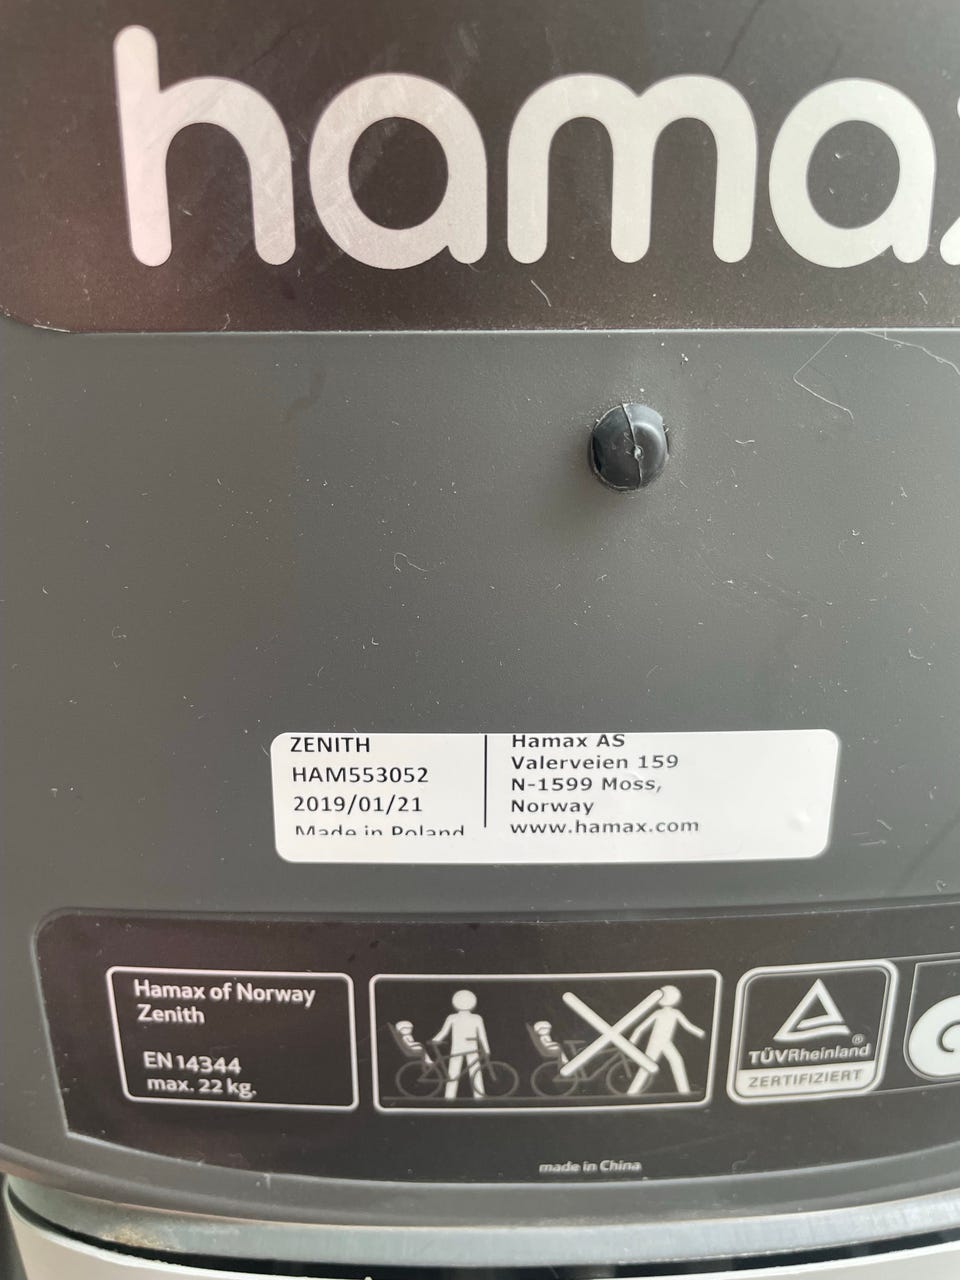 hamax
ZENITH
HAM553052
2019/01/21
Made in Poland
Hamax AS
Valerveien 159
N-1599 Moss,
Norway
www.hamax.com
Hamax of Norway
Zenith
EN 14344
max. 22 kg.
TÜVRheinland®
ZERTIFIZIERT
made in China